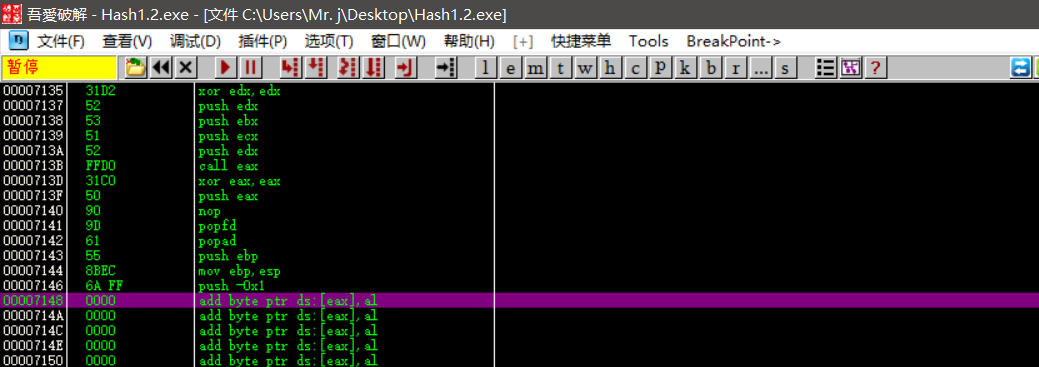 吾愛破解 - Hash1.2.exe - [文件 C:\Users\Mr. j\Desktop\Hash1.2.exe]
文件(F) 查看(V) 调试(D) 插件(P) 选项(T) 窗口(W) 帮助(H) [+] 快捷菜单 Tools BreakPoint->
暂停 l e m t w h c p k b r ... s ?
00007135 31D2 xor edx,edx
00007137 52 push edx
00007138 53 push ebx
00007139 51 push ecx
0000713A 52 push edx
0000713B FFD0 call eax
0000713D 31C0 xor eax,eax
0000713F 50 push eax
00007140 90 nop
00007141 9D popfd
00007142 61 popad
00007143 55 push ebp
00007144 8BEC mov ebp,esp
00007146 6A FF push -0x1
00007148 0000 add byte ptr ds:[eax],al
0000714A 0000 add byte ptr ds:[eax],al
0000714C 0000 add byte ptr ds:[eax],al
0000714E 0000 add byte ptr ds:[eax],al
00007150 0000 add byte ptr ds:[eax],al